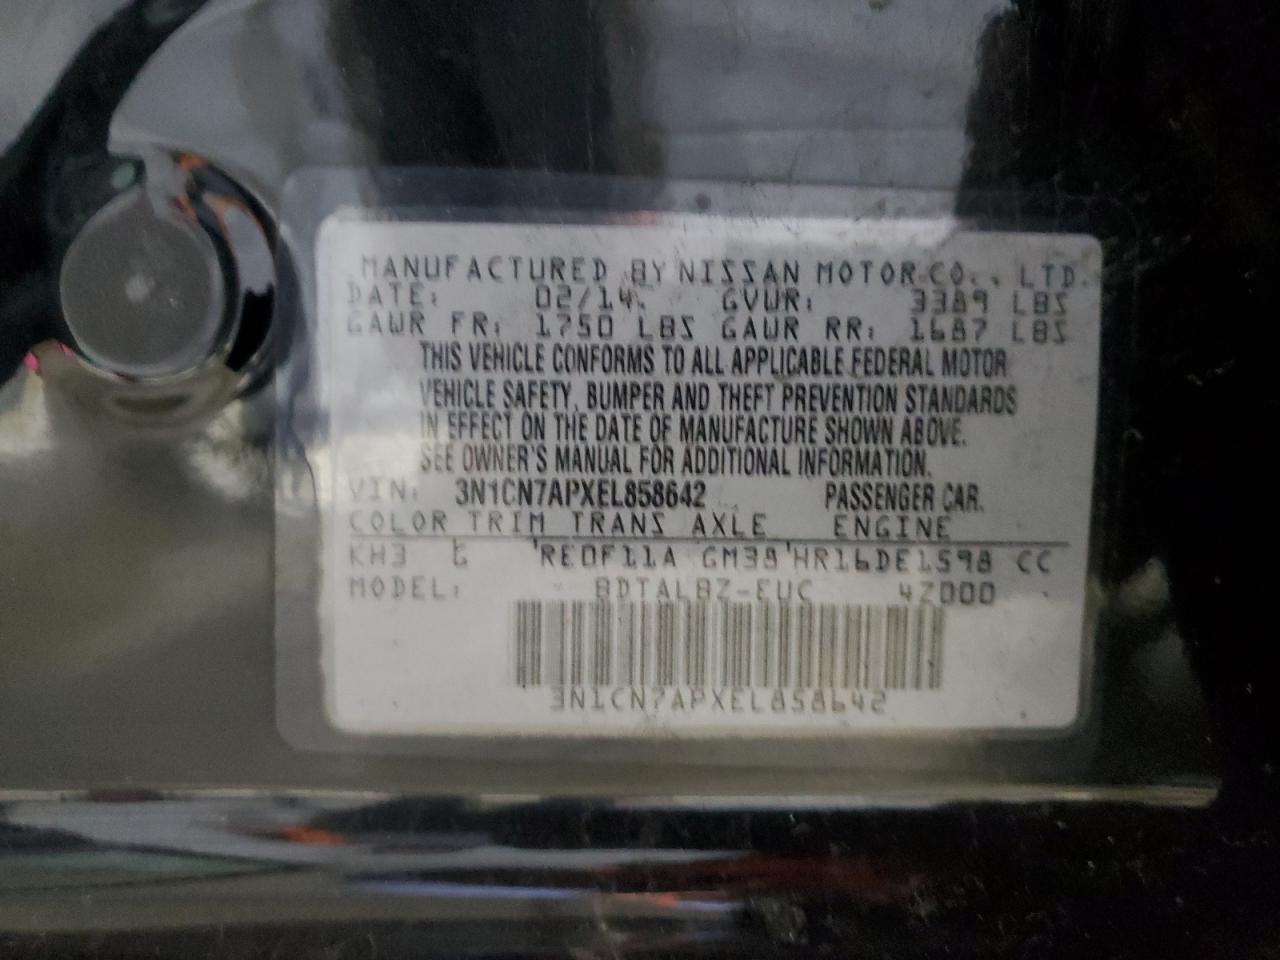 MANUFACTURED BY NISSAN MOTOR CO., LTD.
DATE: 02/14 GVWR: 3389 LBS
GAWR FR: 1750 LBS GAWR RR: 1687 LBS
THIS VEHICLE CONFORMS TO ALL APPLICABLE FEDERAL MOTOR
VEHICLE SAFETY, BUMPER AND THEFT PREVENTION STANDARDS
IN EFFECT ON THE DATE OF MANUFACTURE SHOWN ABOVE.
SEE OWNER'S MANUAL FOR ADDITIONAL INFORMATION.
VIN: 3N1CN7APXEL858642 PASSENGER CAR.
COLOR TRIM TRANS AXLE ENGINE
KH3 G RE0F11A GM38 HR16DE1598 CC
MODEL: BDTALBZ-EUC 4Z000
3N1CN7APXEL858642